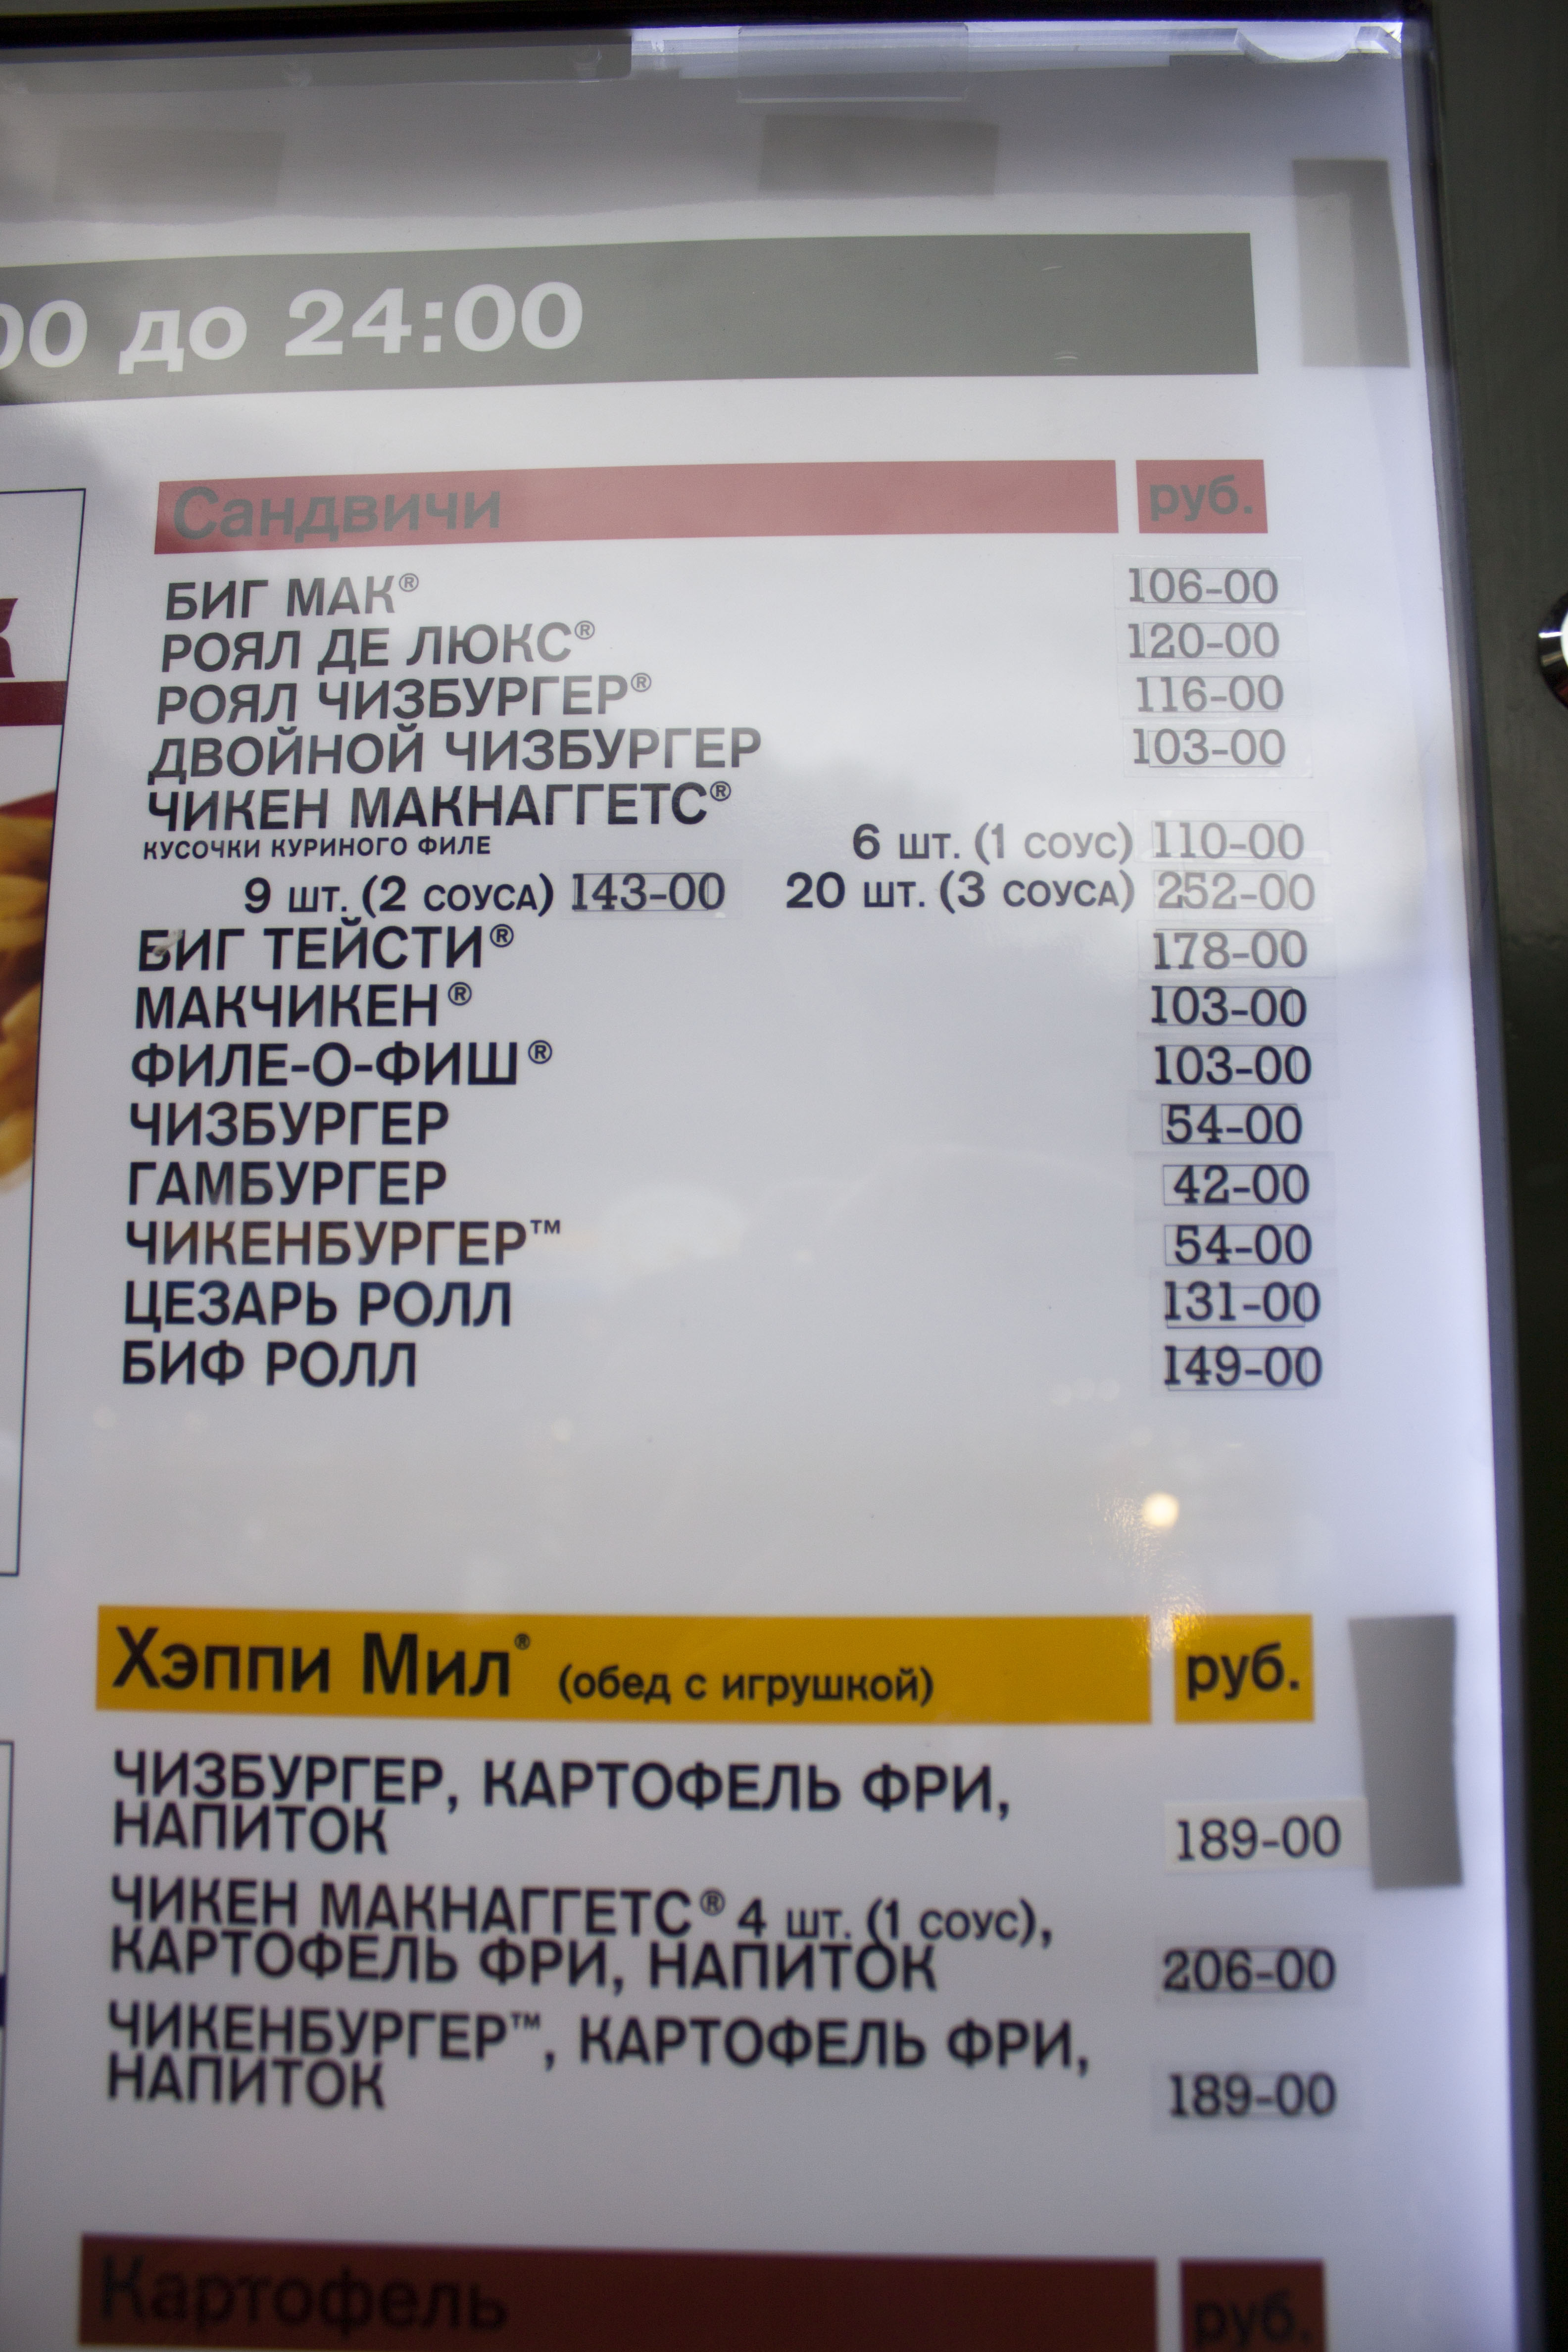 00 до 24:00
Сандвичи руб.
БИГ МАК® 106-00
РОЯЛ ДЕ ЛЮКС® 120-00
РОЯЛ ЧИЗБУРГЕР® 116-00
ДВОЙНОЙ ЧИЗБУРГЕР 103-00
ЧИКЕН МАКНАГГЕТС®
КУСОЧКИ КУРИНОГО ФИЛЕ 6 ШТ. (1 СОУС) 110-00
9 ШТ. (2 СОУСА) 143-00 20 ШТ. (3 СОУСА) 252-00
БИГ ТЕЙСТИ® 178-00
МАКЧИКЕН® 103-00
ФИЛЕ-О-ФИШ® 103-00
ЧИЗБУРГЕР 54-00
ГАМБУРГЕР 42-00
ЧИКЕНБУРГЕР™ 54-00
ЦЕЗАРЬ РОЛЛ 131-00
БИФ РОЛЛ 149-00
Хэппи Мил® (обед с игрушкой) руб.
ЧИЗБУРГЕР, КАРТОФЕЛЬ ФРИ,
НАПИТОК 189-00
ЧИКЕН МАКНАГГЕТС® 4 ШТ. (1 СОУС),
КАРТОФЕЛЬ ФРИ, НАПИТОК 206-00
ЧИКЕНБУРГЕР™, КАРТОФЕЛЬ ФРИ,
НАПИТОК 189-00
Картофель руб.